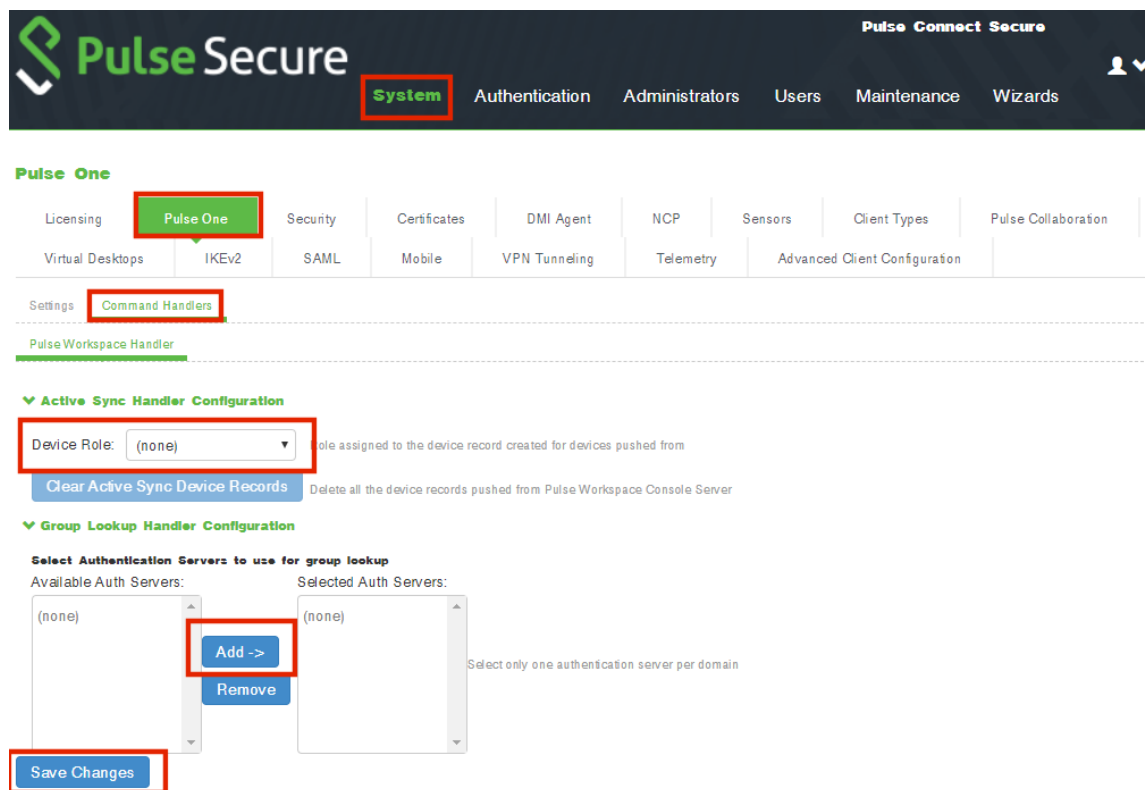 Pulse Connect Secure
Pulse Secure
System Authentication Administrators Users Maintenance Wizards
Pulse One
Licensing Pulse One Security Certificates DMI Agent NCP Sensors Client Types Pulse Collaboration
Virtual Desktops IKEv2 SAML Mobile VPN Tunneling Telemetry Advanced Client Configuration
Settings Command Handlers
Pulse Workspace Handler
Active Sync Handler Configuration
Device Role: (none) assigned to the device record created for devices pushed from
Clear Active Sync Device Records Delete all the device records pushed from Pulse Workspace Console Server
Group Lookup Handler Configuration
Select Authentication Servers to use for group lookup
Available Auth Servers: Selected Auth Servers:
(none) (none)
Add ->
Select only one authentication server per domain
Remove
Save Changes